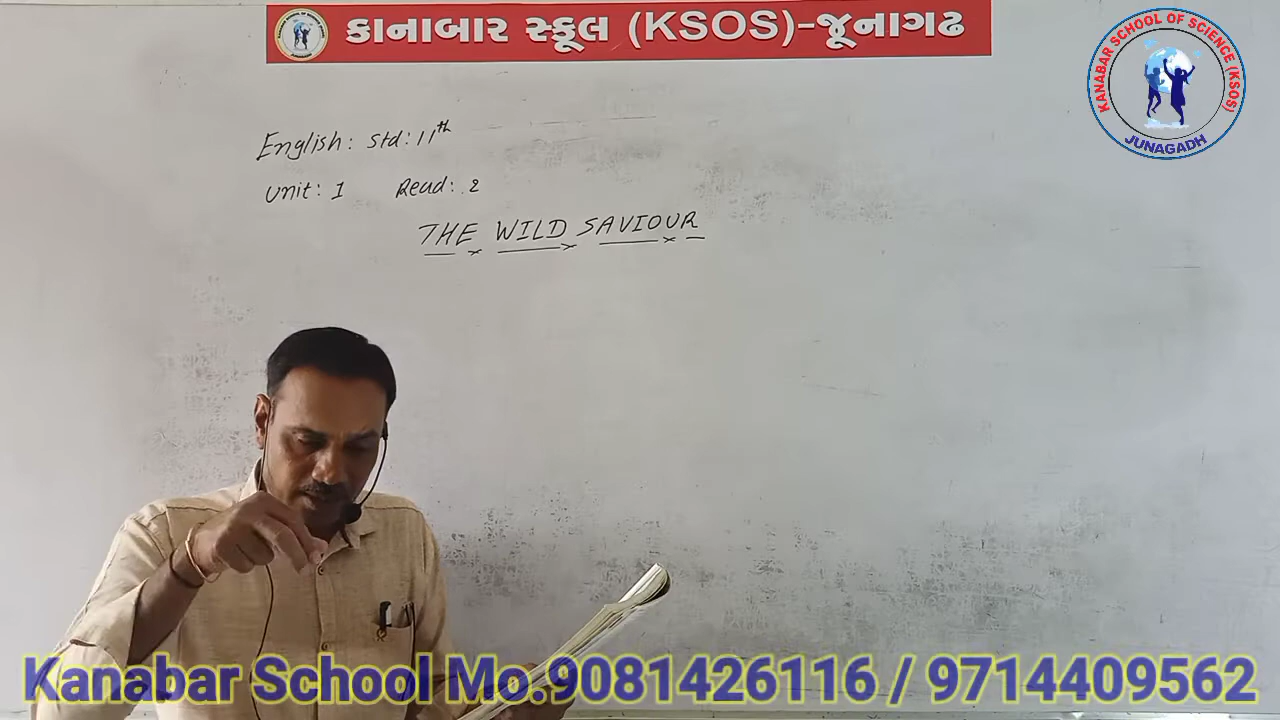 કાનાબાર સ્કૂલ (KSOS)-જૂનાગઢ
KANABAR SCHOOL OF SCIENCE (KSOS)
JUNAGADH
English: Std: 11th
Unit: 1 Read: 2
THE WILD SAVIOUR
Kanabar School Mo.9081426116 / 9714409562